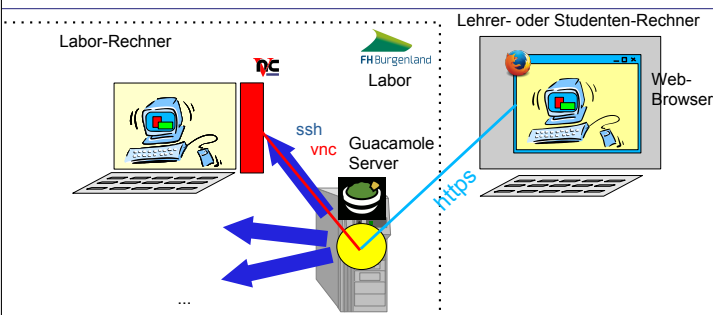 Lehrer- oder Studenten-Rechner
Labor-Rechner
FH Burgenland
Labor
Web-
Browser
ssh
vnc
Guacamole
Server
https
...